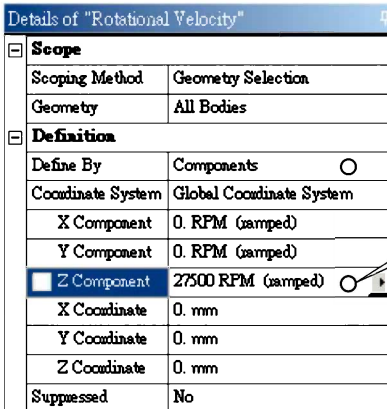 Details of "Rotational Velocity"
Scope
Scoping Method Geometry Selection
Geometry All Bodies
Definition
Define By Components
Coordinate System Global Coordinate System
X Component 0. RPM (ramped)
Y Component 0. RPM (ramped)
Z Component 27500 RPM (ramped)
X Coordinate 0. mm
Y Coordinate 0. mm
Z Coordinate 0. mm
Suppressed No